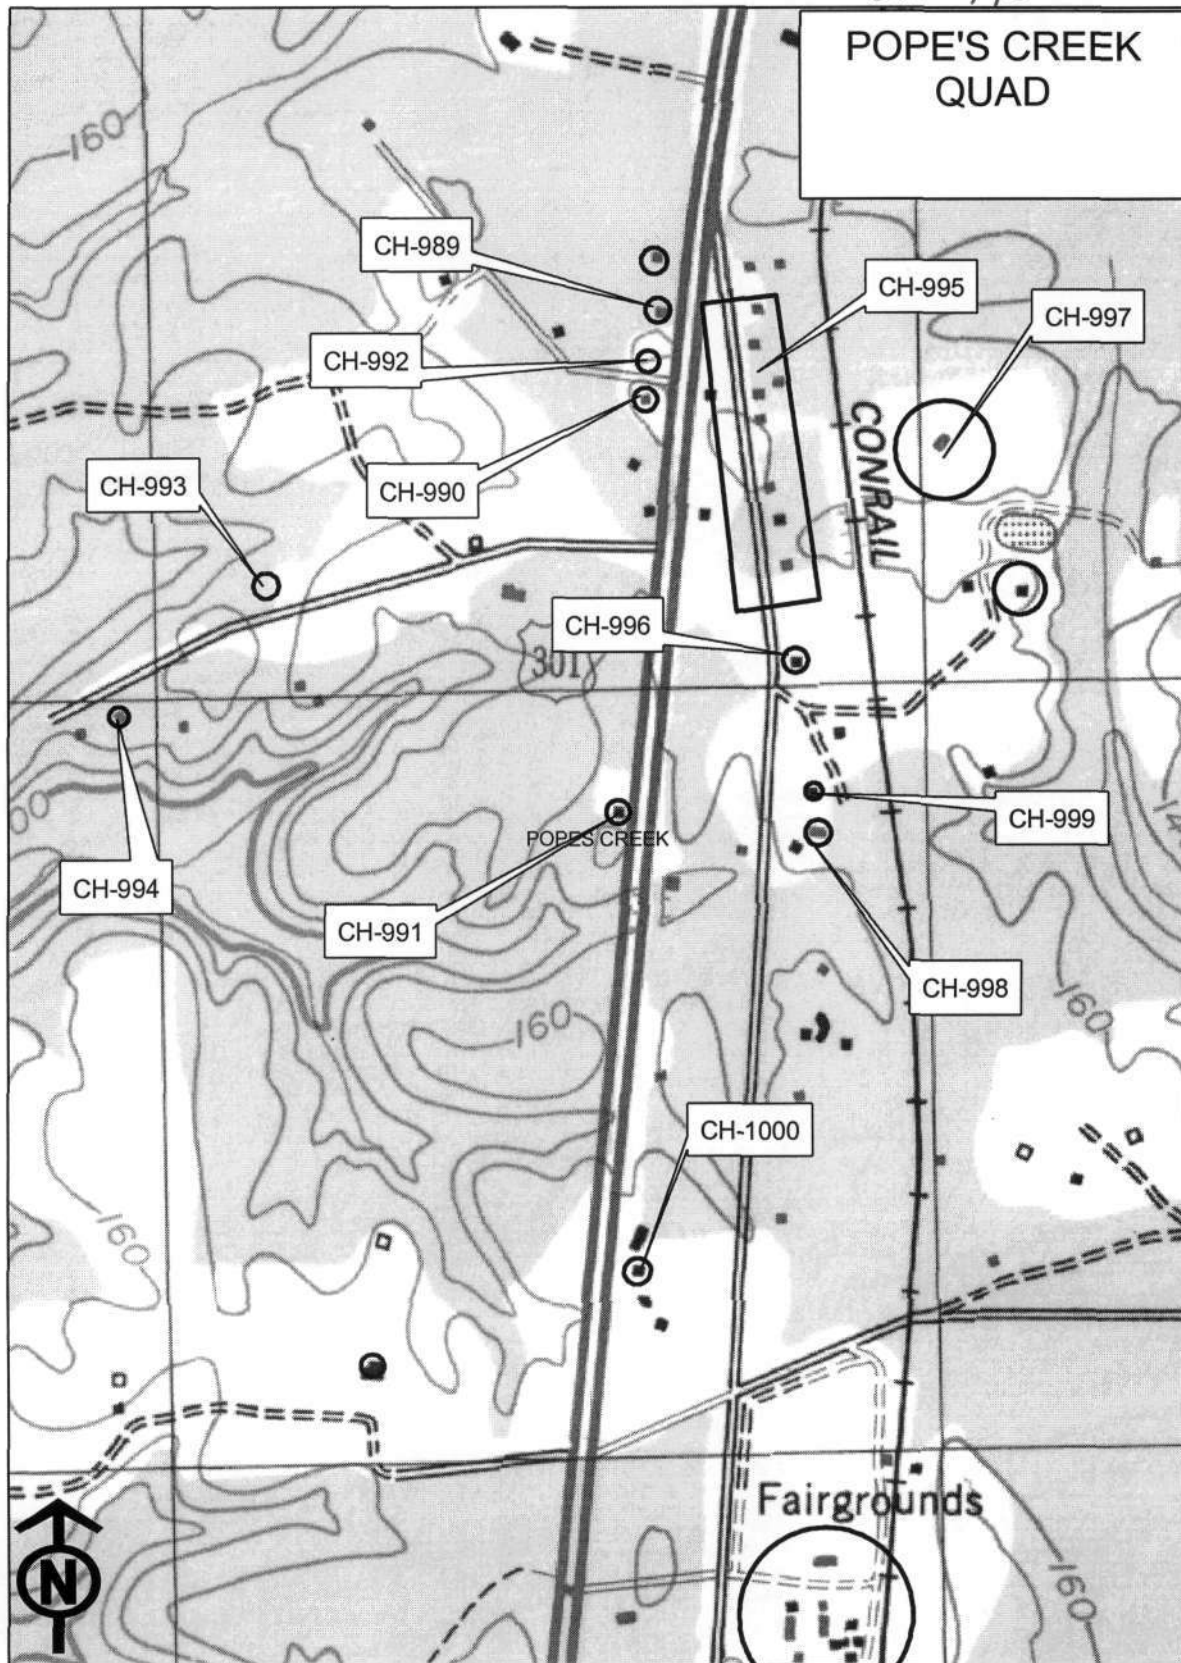 POPE'S CREEK
QUAD
160
CH-989
CH-995
CH-997
CH-992
CONRAIL
CH-993
CH-990
CH-996
301
CH-999
POPES CREEK
CH-994
CH-991
CH-998
160
160
CH-1000
160
Fairgrounds
N
160